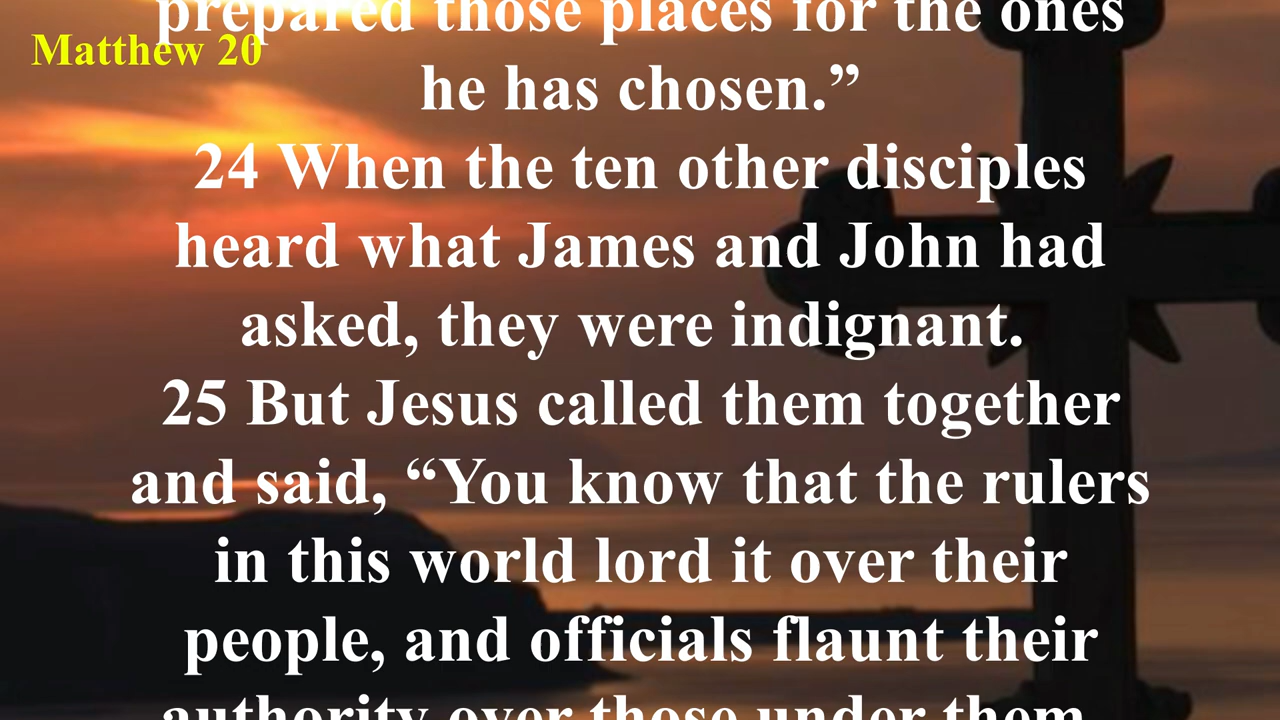 prepared those places for the ones
Matthew 20
he has chosen.”
24 When the ten other disciples
heard what James and John had
asked, they were indignant.
25 But Jesus called them together
and said, “You know that the rulers
in this world lord it over their
people, and officials flaunt their
authority over those under them.